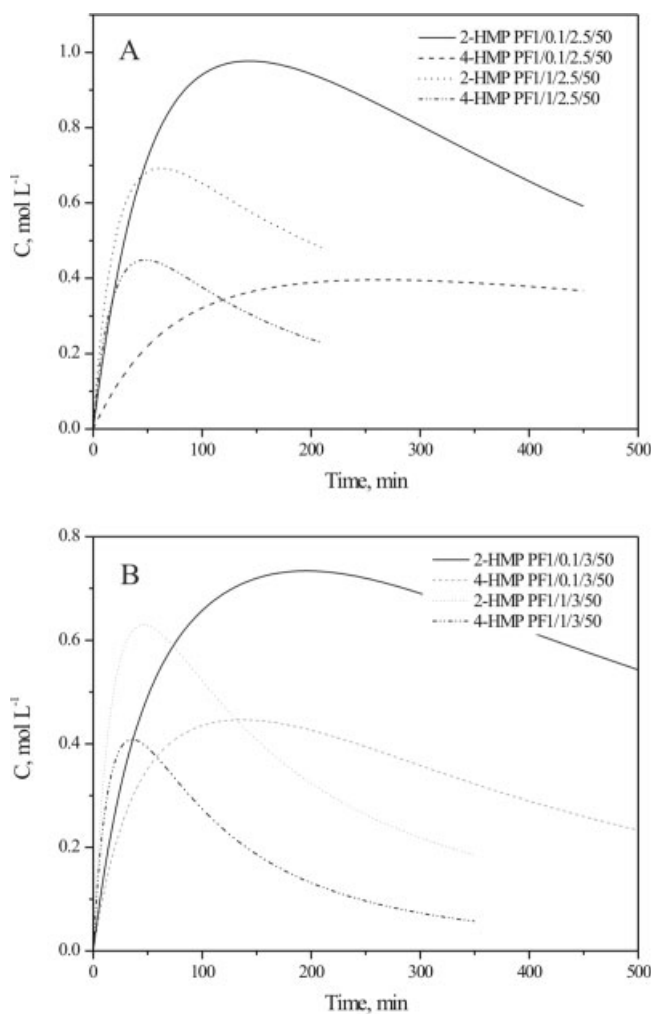 A
2-HMP PF1/0.1/2.5/50
4-HMP PF1/0.1/2.5/50
2-HMP PF1/1/2.5/50
4-HMP PF1/1/2.5/50
1.0
0.8
0.6
0.4
0.2
0.0
C, mol L⁻¹
0 100 200 300 400 500
Time, min
B
2-HMP PF1/0.1/3/50
4-HMP PF1/0.1/3/50
2-HMP PF1/1/3/50
4-HMP PF1/1/3/50
0.8
0.6
0.4
0.2
0.0
C, mol L⁻¹
0 100 200 300 400 500
Time, min